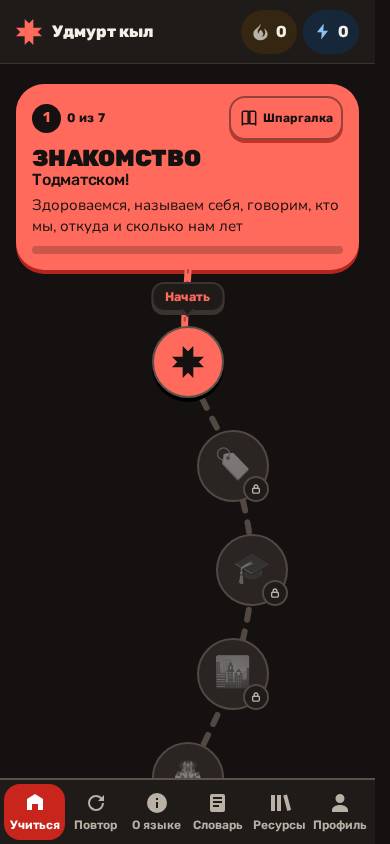 Удмурт кыл
0
0
1
0 из 7
Шпаргалка
ЗНАКОМСТВО
Тодматском!
Здороваемся, называем себя, говорим, кто
мы, откуда и сколько нам лет
Начать
Учиться
Повтор
О языке
Словарь
Ресурсы
Профиль